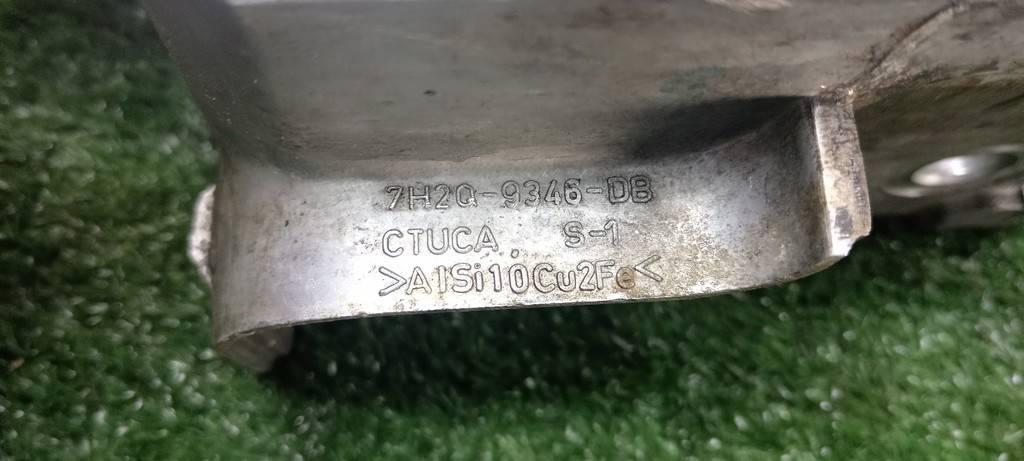 7H2Q-9346-DB
CTUCA. S-1
>AlSi10Cu2Fe<